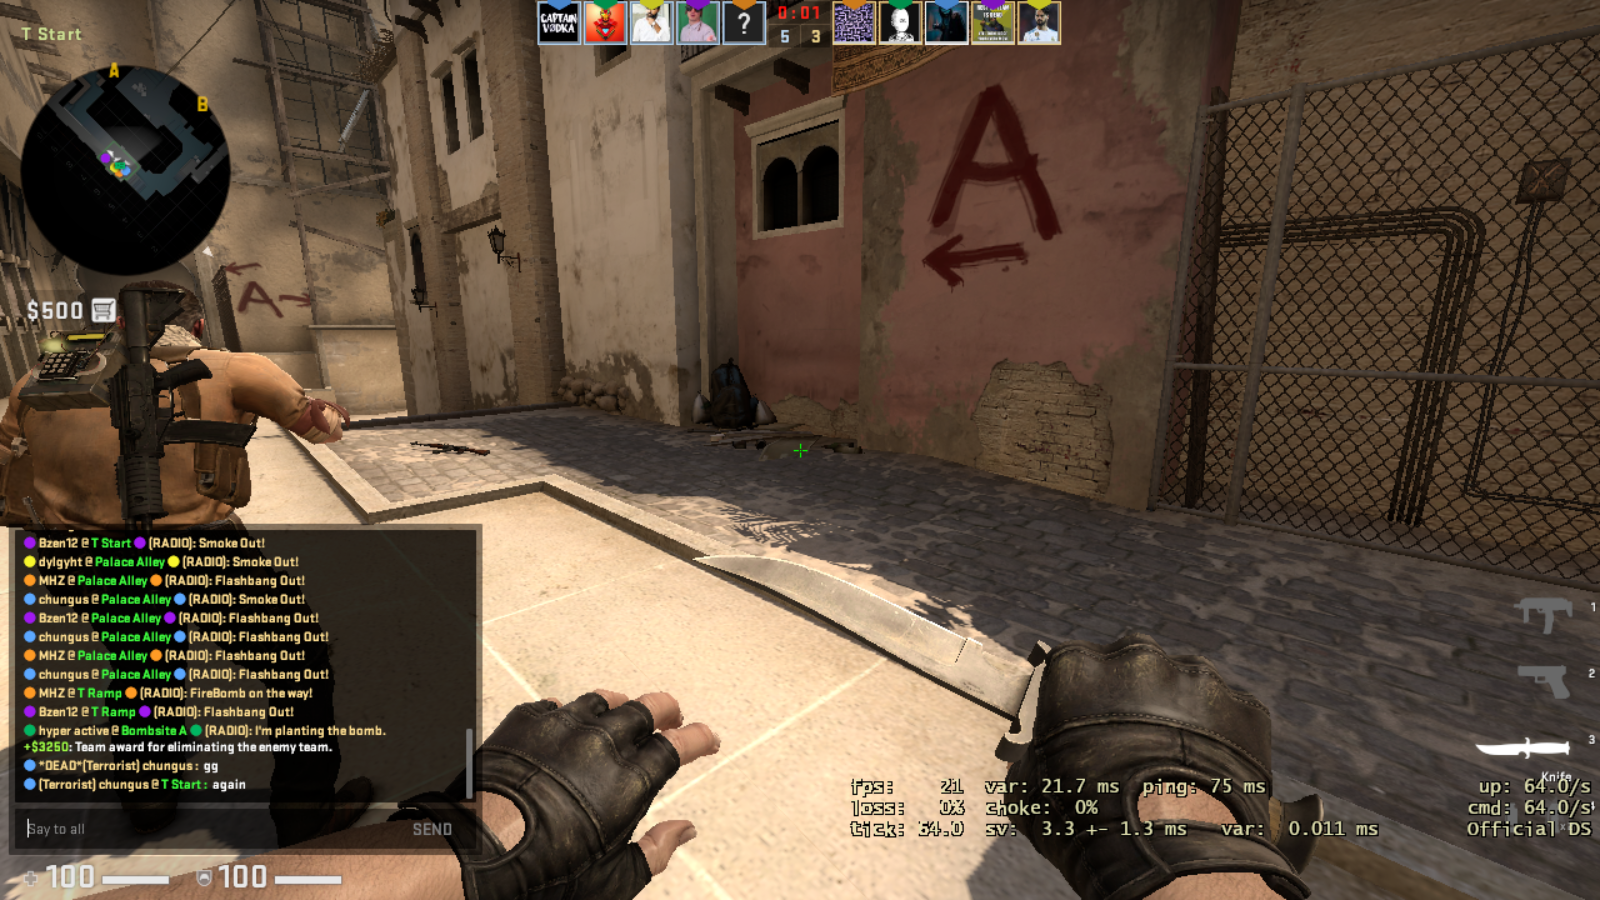 T Start
A
B
CAPTAIN
VODKA
?
0:01
5 3
A
A
$500
Bzen12 @ T Start (RADIO): Smoke Out!
dylgyht @ Palace Alley (RADIO): Smoke Out!
MHZ @ Palace Alley (RADIO): Flashbang Out!
chungus @ Palace Alley (RADIO): Smoke Out!
Bzen12 @ Palace Alley (RADIO): Flashbang Out!
chungus @ Palace Alley (RADIO): Flashbang Out!
MHZ @ Palace Alley (RADIO): Flashbang Out!
chungus @ Palace Alley (RADIO): Flashbang Out!
MHZ @ T Ramp (RADIO): FireBomb on the way!
Bzen12 @ T Ramp (RADIO): Flashbang Out!
hyper active @ Bombsite A (RADIO): I'm planting the bomb.
+$3250: Team award for eliminating the enemy team.
*DEAD*(Terrorist) chungus : gg
(Terrorist) chungus @ T Start : again
Say to all SEND
100 100
1
2
3
Knife
fps: 21 var: 21.7 ms ping: 75 ms up: 64.0/s
loss: 0% choke: 0% cmd: 64.0/s
tick: 64.0 sv: 3.3 +- 1.3 ms var: 0.011 ms Official DS